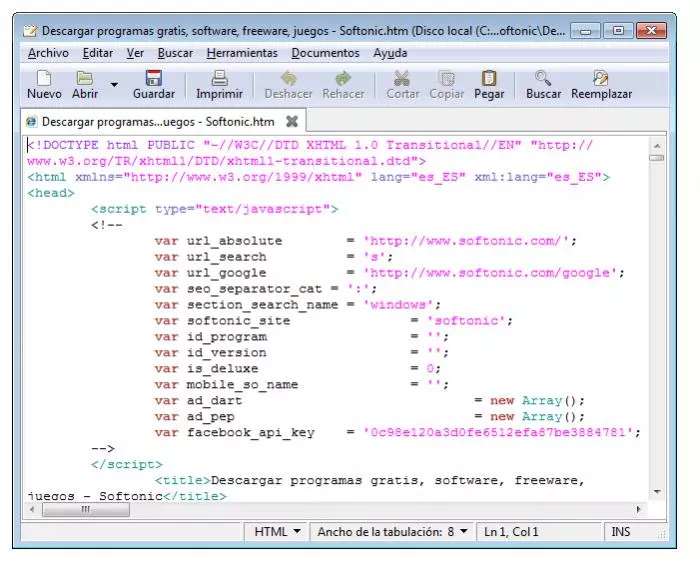 Descargar programas gratis, software, freeware, juegos - Softonic.htm (Disco local (C:...oftonic\De...
Archivo Editar Ver Buscar Herramientas Documentos Ayuda
Nuevo Abrir Guardar Imprimir Deshacer Rehacer Cortar Copiar Pegar Buscar Reemplazar
Descargar programas...uegos - Softonic.htm
<!DOCTYPE html PUBLIC "-//W3C//DTD XHTML 1.0 Transitional//EN" "http://
www.w3.org/TR/xhtml1/DTD/xhtml1-transitional.dtd">
<html xmlns="http://www.w3.org/1999/xhtml" lang="es_ES" xml:lang="es_ES">
<head>
<script type="text/javascript">
<!--
var url_absolute = 'http://www.softonic.com/';
var url_search = 's';
var url_google = 'http://www.softonic.com/google';
var seo_separator_cat = ':';
var section_search_name = 'windows';
var softonic_site = 'softonic';
var id_program = '';
var id_version = '';
var is_deluxe = 0;
var mobile_so_name = '';
var ad_dart = new Array();
var ad_pep = new Array();
var facebook_api_key = '0c98e120a3d0fe6512efa87be3884781';
-->
</script>
<title>Descargar programas gratis, software, freeware,
juegos - Softonic</title>
HTML Ancho de la tabulación: 8 Ln 1, Col 1 INS